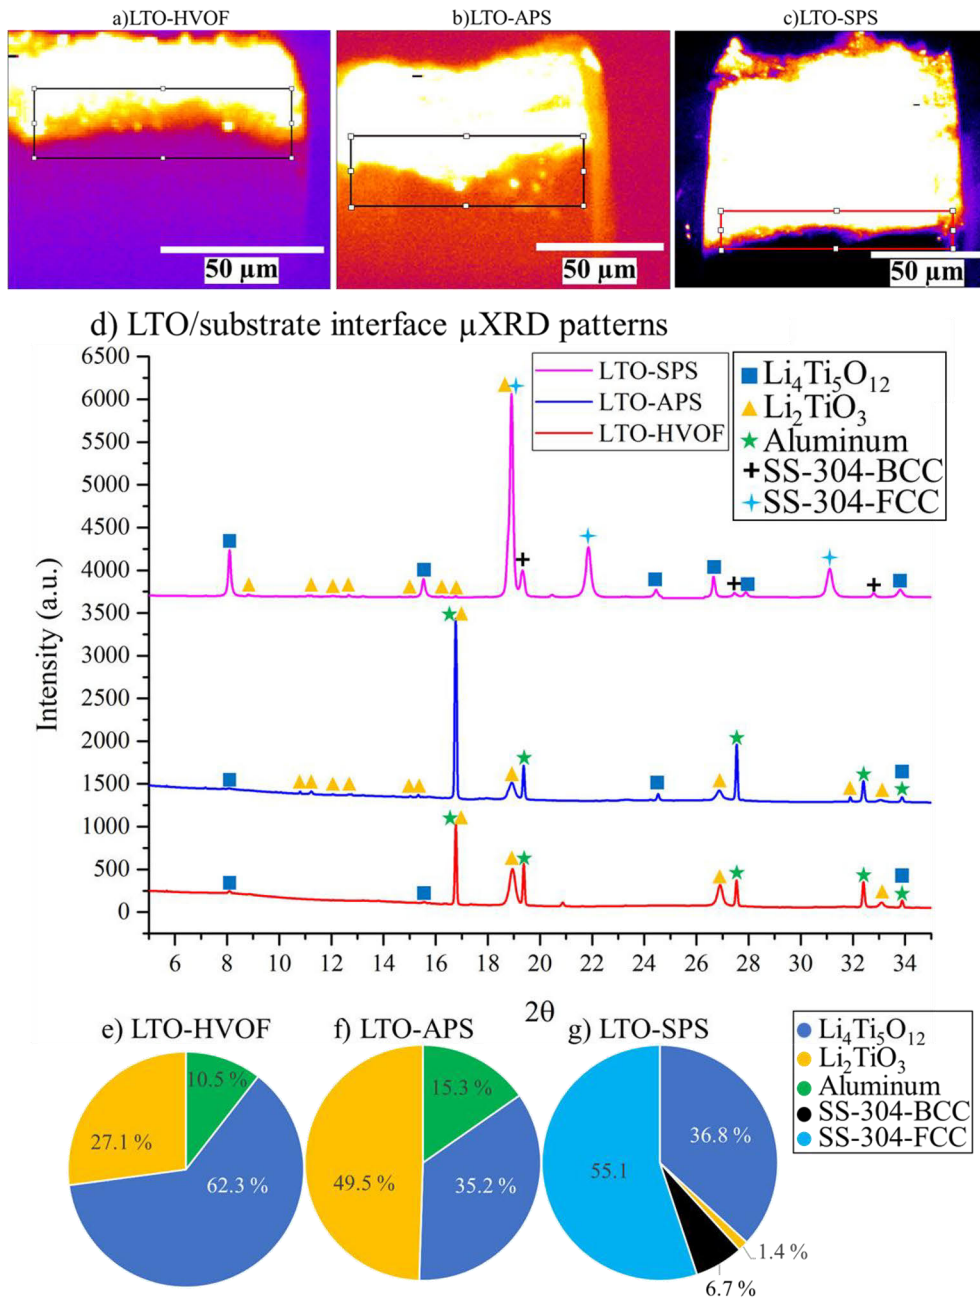 a)LTO-HVOF
b)LTO-APS
c)LTO-SPS
50 µm
50 µm
50 µm
d) LTO/substrate interface µXRD patterns
LTO-SPS
LTO-APS
LTO-HVOF
Li₄Ti₅O₁₂
Li₂TiO₃
Aluminum
SS-304-BCC
SS-304-FCC
Intensity (a.u.)
6500
6000
5500
5000
4500
4000
3500
3000
2500
2000
1500
1000
500
0
6 8 10 12 14 16 18 20 22 24 26 28 30 32 34
2θ
e) LTO-HVOF
10.5 %
27.1 %
62.3 %
f) LTO-APS
15.3 %
49.5 %
35.2 %
g) LTO-SPS
36.8 %
55.1
1.4 %
6.7 %
Li₄Ti₅O₁₂
Li₂TiO₃
Aluminum
SS-304-BCC
SS-304-FCC